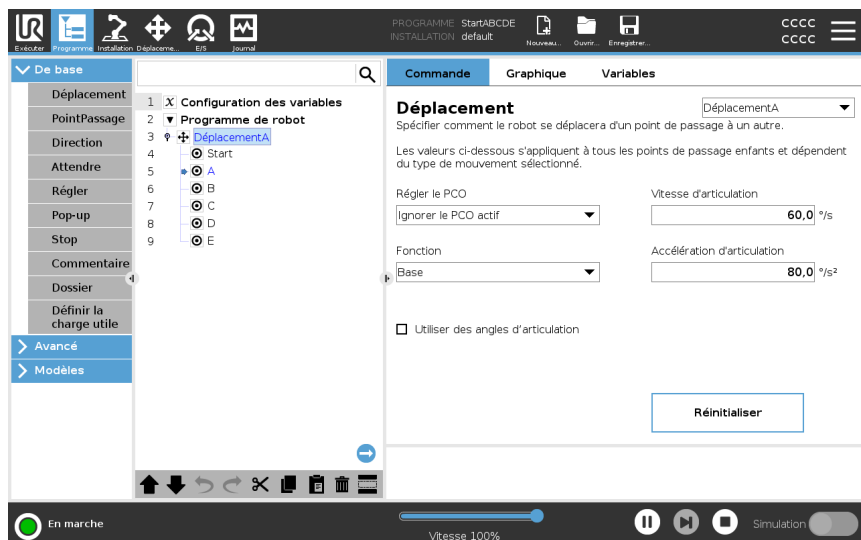 PROGRAMME StartABCDE
INSTALLATION default
cccc
cccc
UR
Exécuter
Programme
Installation
Déplaceme...
E/S
Journal
Nouveau...
Ouvrir...
Enregistrer...
De base
Déplacement
PointPassage
Direction
Attendre
Régler
Pop-up
Stop
Commentaire
Dossier
Définir la
charge utile
Avancé
Modèles
1 X Configuration des variables
2 Programme de robot
3 DéplacementA
4 Start
5 A
6 B
7 C
8 D
9 E
Commande
Graphique
Variables
Déplacement
DéplacementA
Spécifier comment le robot se déplacera d'un point de passage à un autre.
Les valeurs ci-dessous s'appliquent à tous les points de passage enfants et dépendent
du type de mouvement sélectionné.
Régler le PCO
Vitesse d'articulation
Ignorer le PCO actif
60,0 °/s
Fonction
Accélération d'articulation
Base
80,0 °/s²
Utiliser des angles d'articulation
Réinitialiser
En marche
Vitesse 100%
Simulation